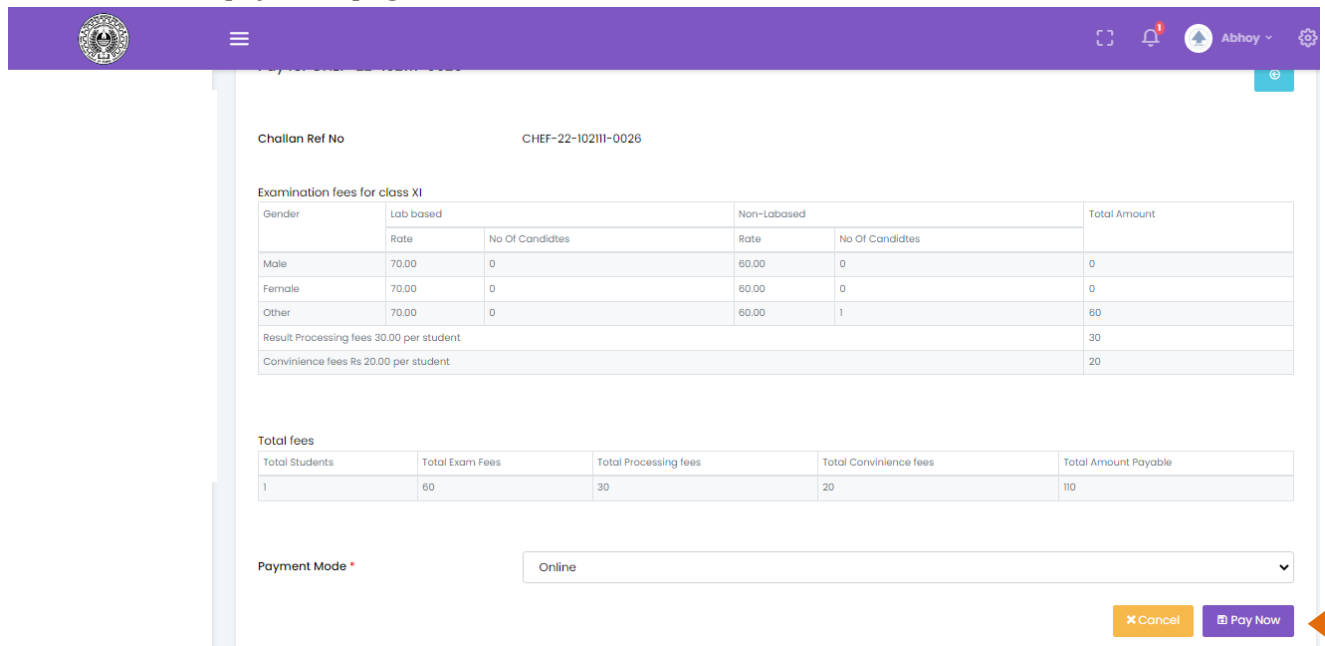 1
Abhoy
Challan Ref No CHEF-22-102111-0026
Examination fees for class XI
Gender Lab based Non-Labased Total Amount
Rate No Of Candidtes Rate No Of Candidtes
Male 70.00 0 60.00 0 0
Female 70.00 0 60.00 0 0
Other 70.00 0 60.00 1 60
Result Processing fees 30.00 per student 30
Convinience fees Rs 20.00 per student 20
Total fees
Total Students Total Exam Fees Total Processing fees Total Convinience fees Total Amount Payable
1 60 30 20 110
Payment Mode * Online
Cancel Pay Now